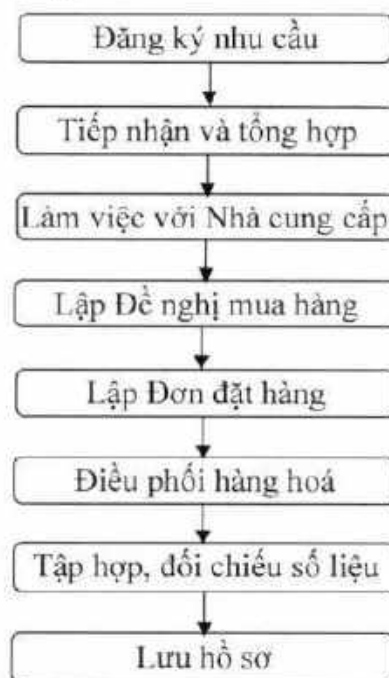 Đăng ký nhu cầu
Tiếp nhận và tổng hợp
Làm việc với Nhà cung cấp
Lập Đề nghị mua hàng
Lập Đơn đặt hàng
Điều phối hàng hoá
Tập hợp, đối chiếu số liệu
Lưu hồ sơ